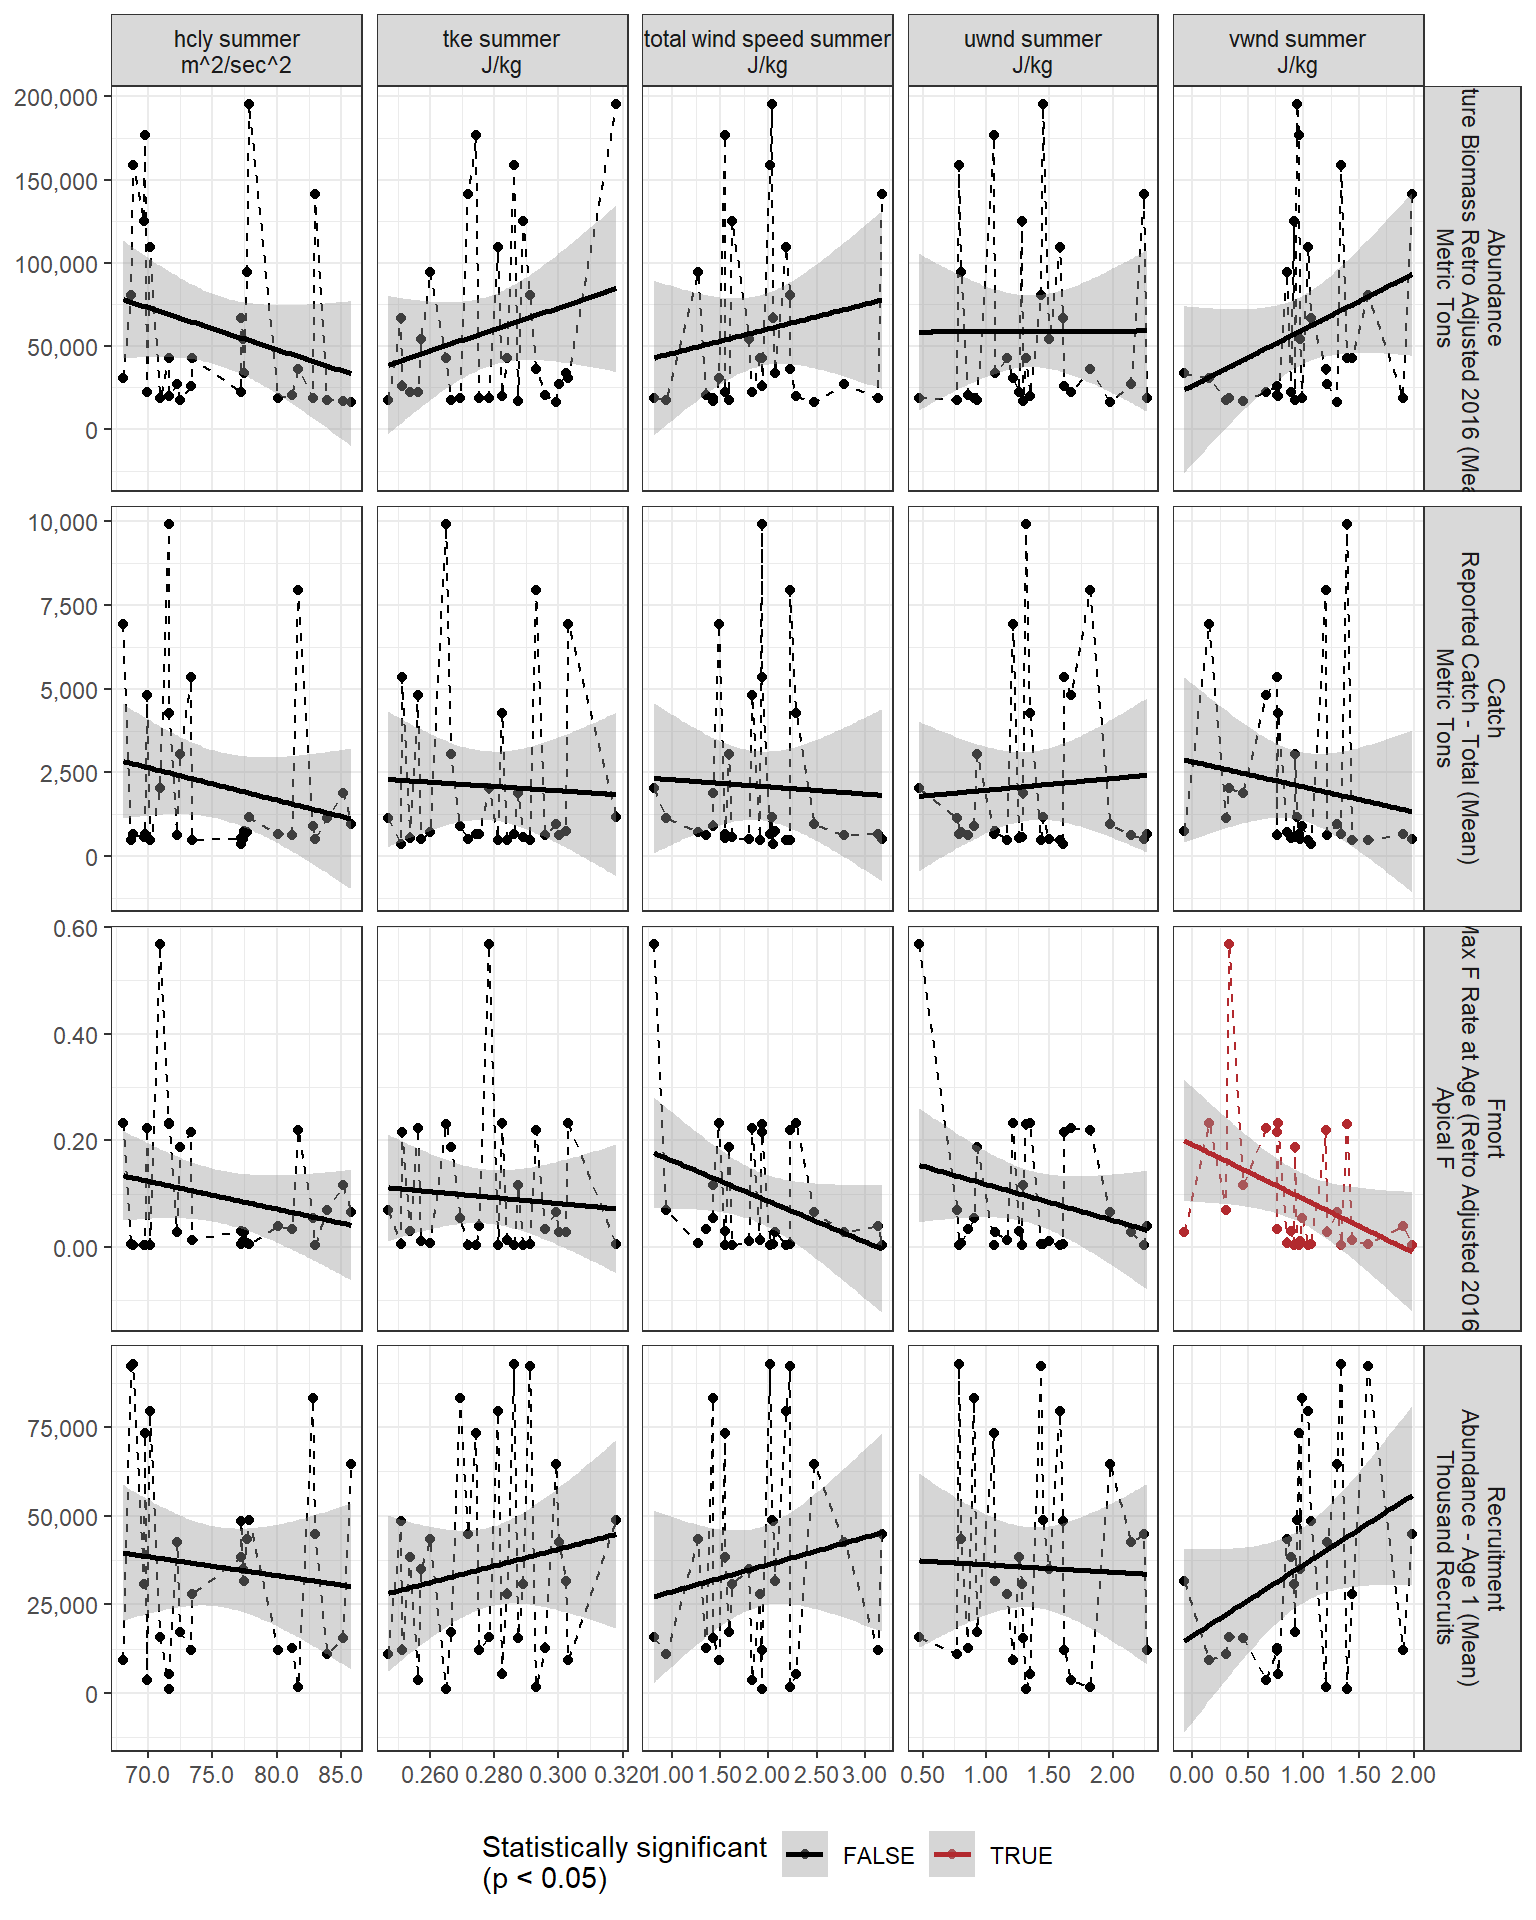 hcly summer
m^2/sec^2
tke summer
J/kg
total wind speed summer
J/kg
uwnd summer
J/kg
vwnd summer
J/kg
200,000
150,000
100,000
50,000
0
Abundance
ture Biomass Retro Adjusted 2016 (Mea
Metric Tons
10,000
7,500
5,000
2,500
0
Catch
Reported Catch - Total (Mean)
Metric Tons
0.60
0.40
0.20
0.00
Fmort
Max F Rate at Age (Retro Adjusted 2016
Apical F
75,000
50,000
25,000
0
Recruitment
Abundance - Age 1 (Mean)
Thousand Recruits
70.0 75.0 80.0 85.0
0.260 0.280 0.300 0.320
1.00 1.50 2.00 2.50 3.00
0.50 1.00 1.50 2.00
0.00 0.50 1.00 1.50 2.00
Statistically significant
(p < 0.05)
FALSE
TRUE